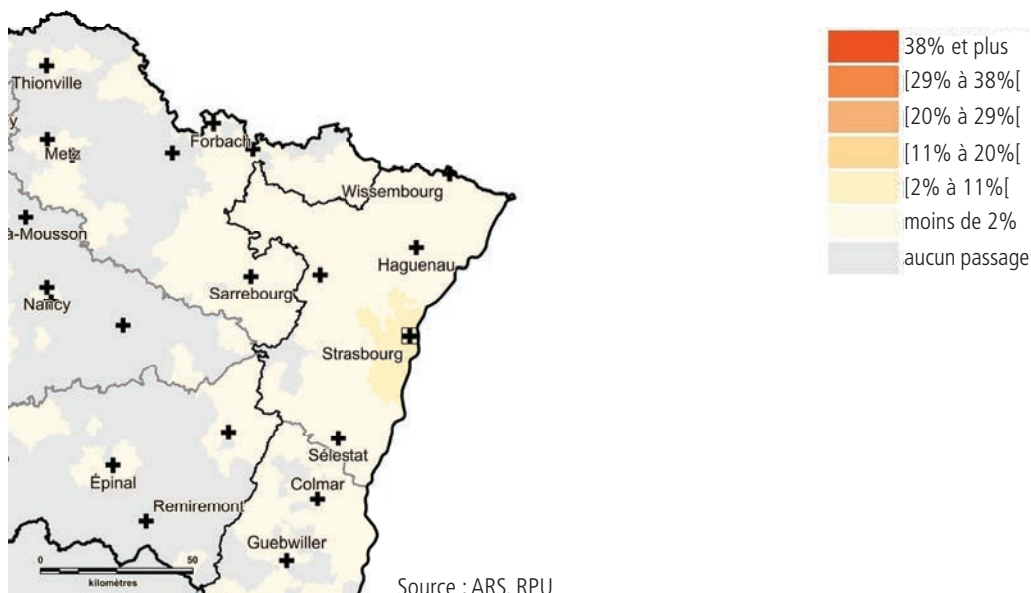 Thionville
y
Metz
Forbach
Wissembourg
à-Mousson
Haguenau
Sarrebourg
Nancy
Strasbourg
Sélestat
Épinal
Colmar
Remiremont
Guebwiller
0 50
kilomètres
Source : ARS, RPU
38% et plus
[29% à 38%[
[20% à 29%[
[11% à 20%[
[2% à 11%[
moins de 2%
aucun passage